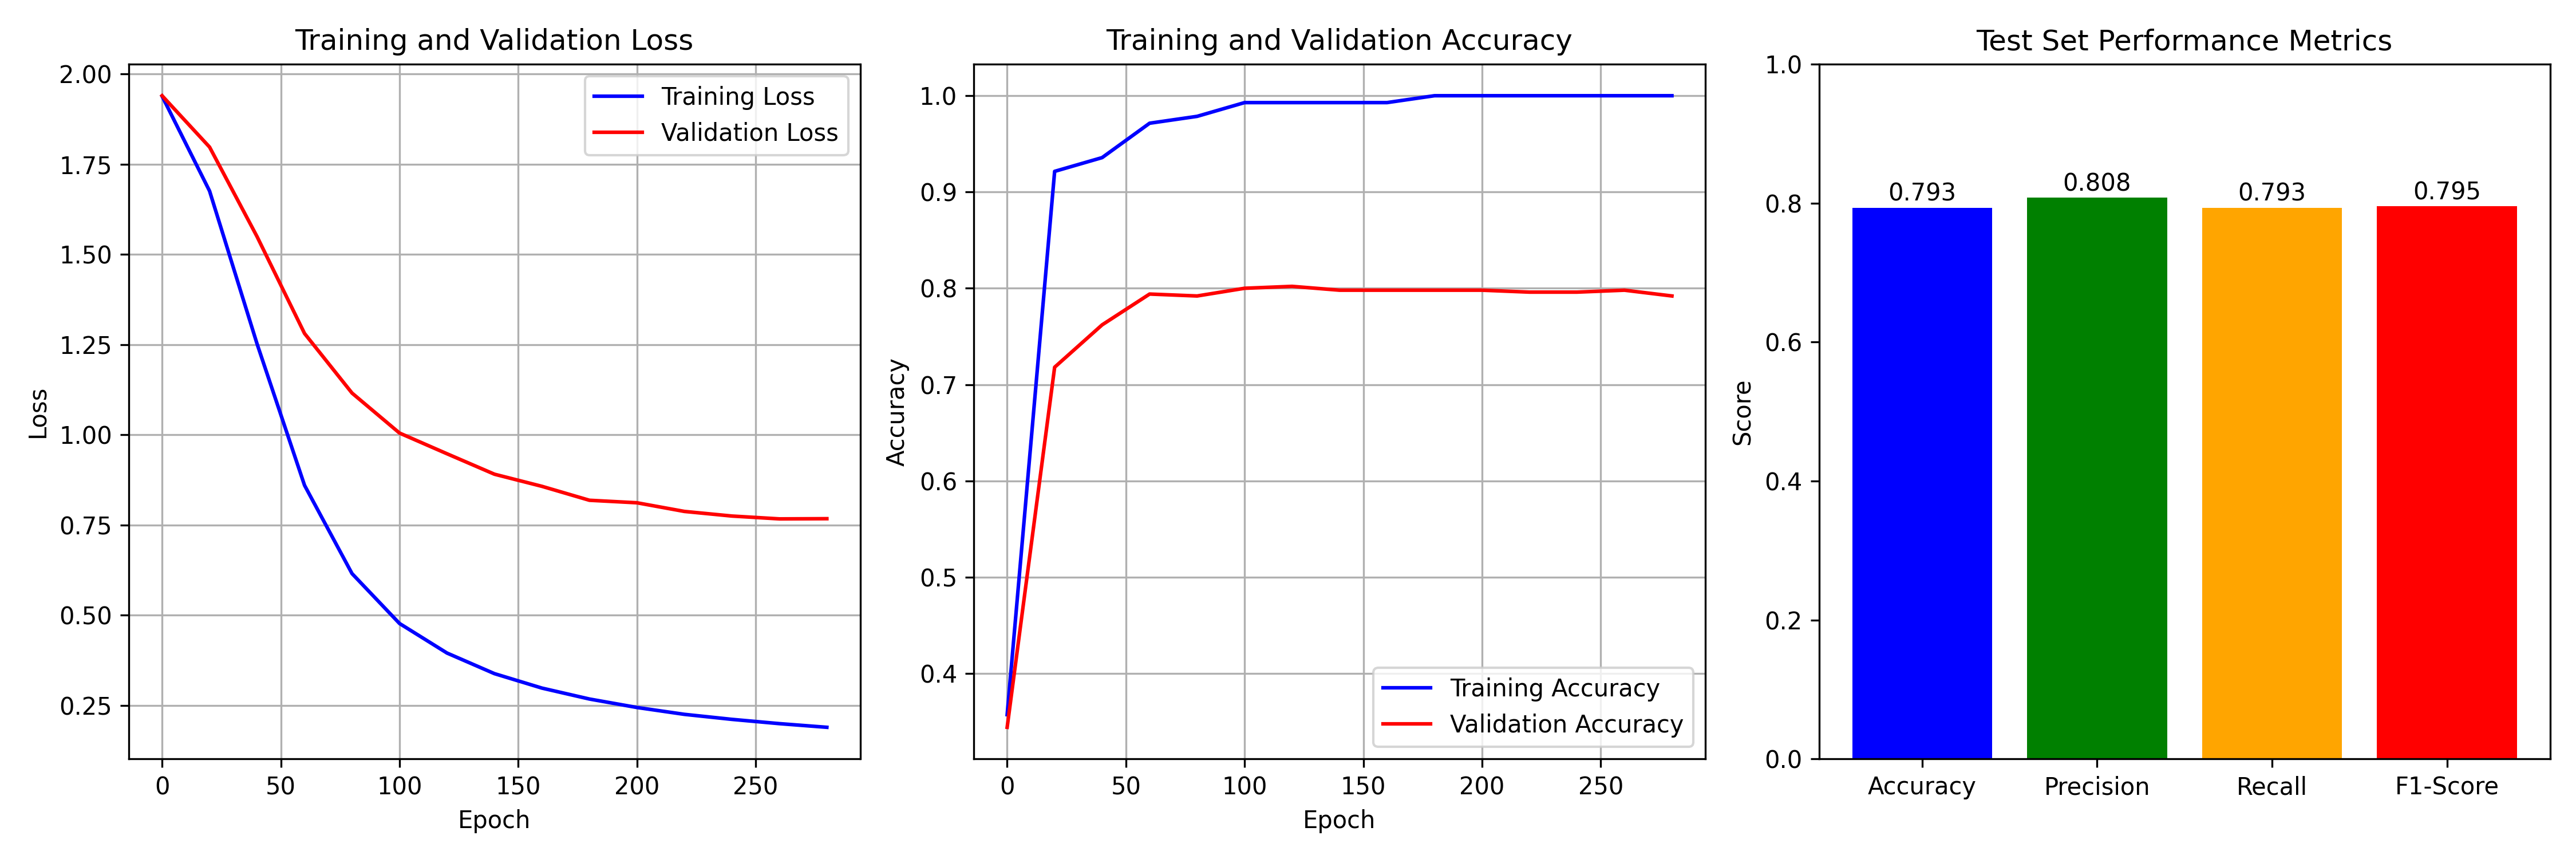 Training and Validation Loss
2.00
1.75
1.50
1.25
1.00
0.75
0.50
0.25
Loss
Training Loss
Validation Loss
0 50 100 150 200 250
Epoch
Training and Validation Accuracy
1.0
0.9
0.8
0.7
0.6
0.5
0.4
Accuracy
Training Accuracy
Validation Accuracy
0 50 100 150 200 250
Epoch
Test Set Performance Metrics
1.0
0.8
0.6
0.4
0.2
0.0
Score
0.793 0.808 0.793 0.795
Accuracy Precision Recall F1-Score